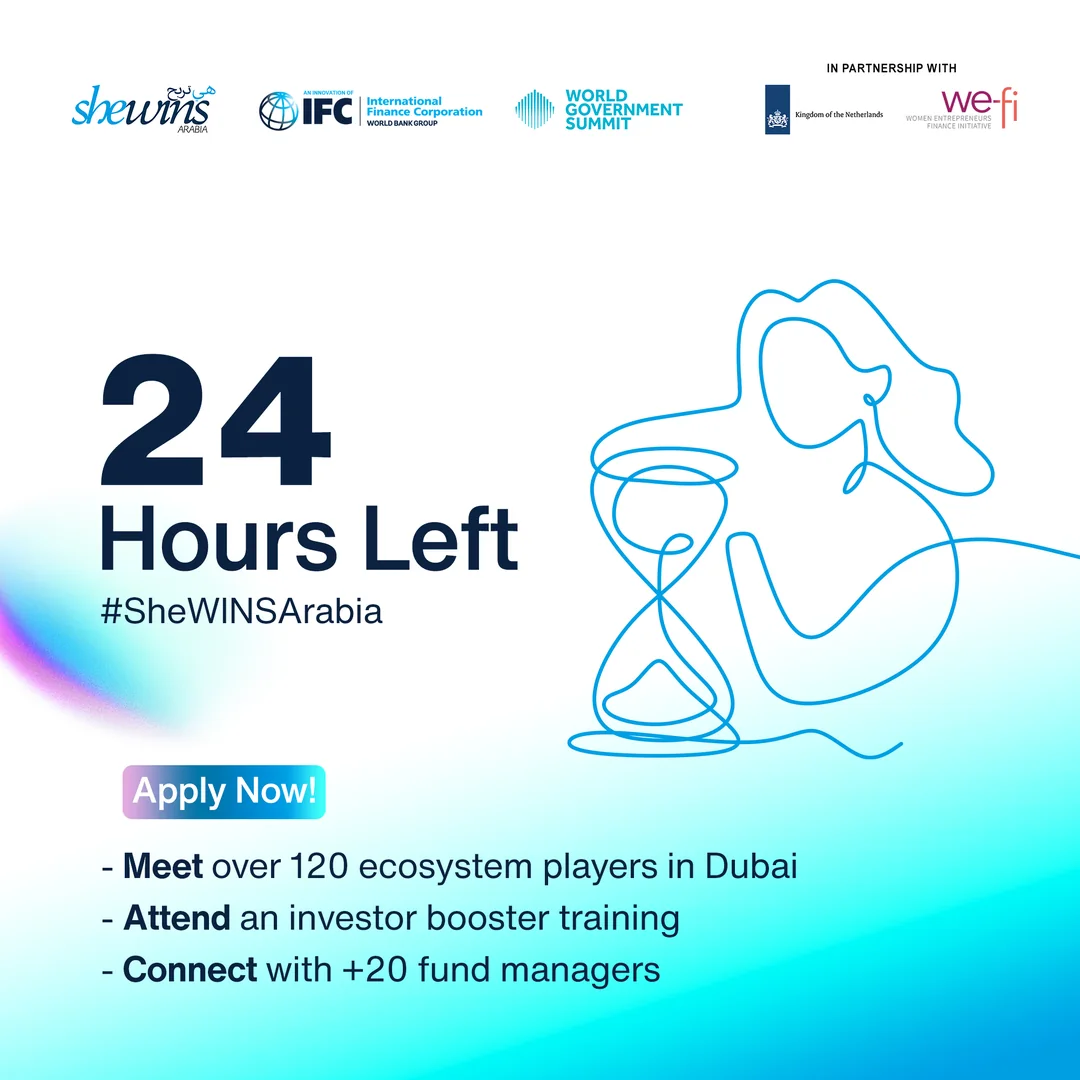 IN PARTNERSHIP WITH
هي تربح
shewins
ARABIA
AN INNOVATION OF
IFC
International
Finance Corporation
WORLD BANK GROUP
WORLD
GOVERNMENT
SUMMIT
Kingdom of the Netherlands
we-fi
WOMEN ENTREPRENEURS
FINANCE INITIATIVE
24
Hours Left
#SheWINSArabia
Apply Now!
- Meet over 120 ecosystem players in Dubai
- Attend an investor booster training
- Connect with +20 fund managers